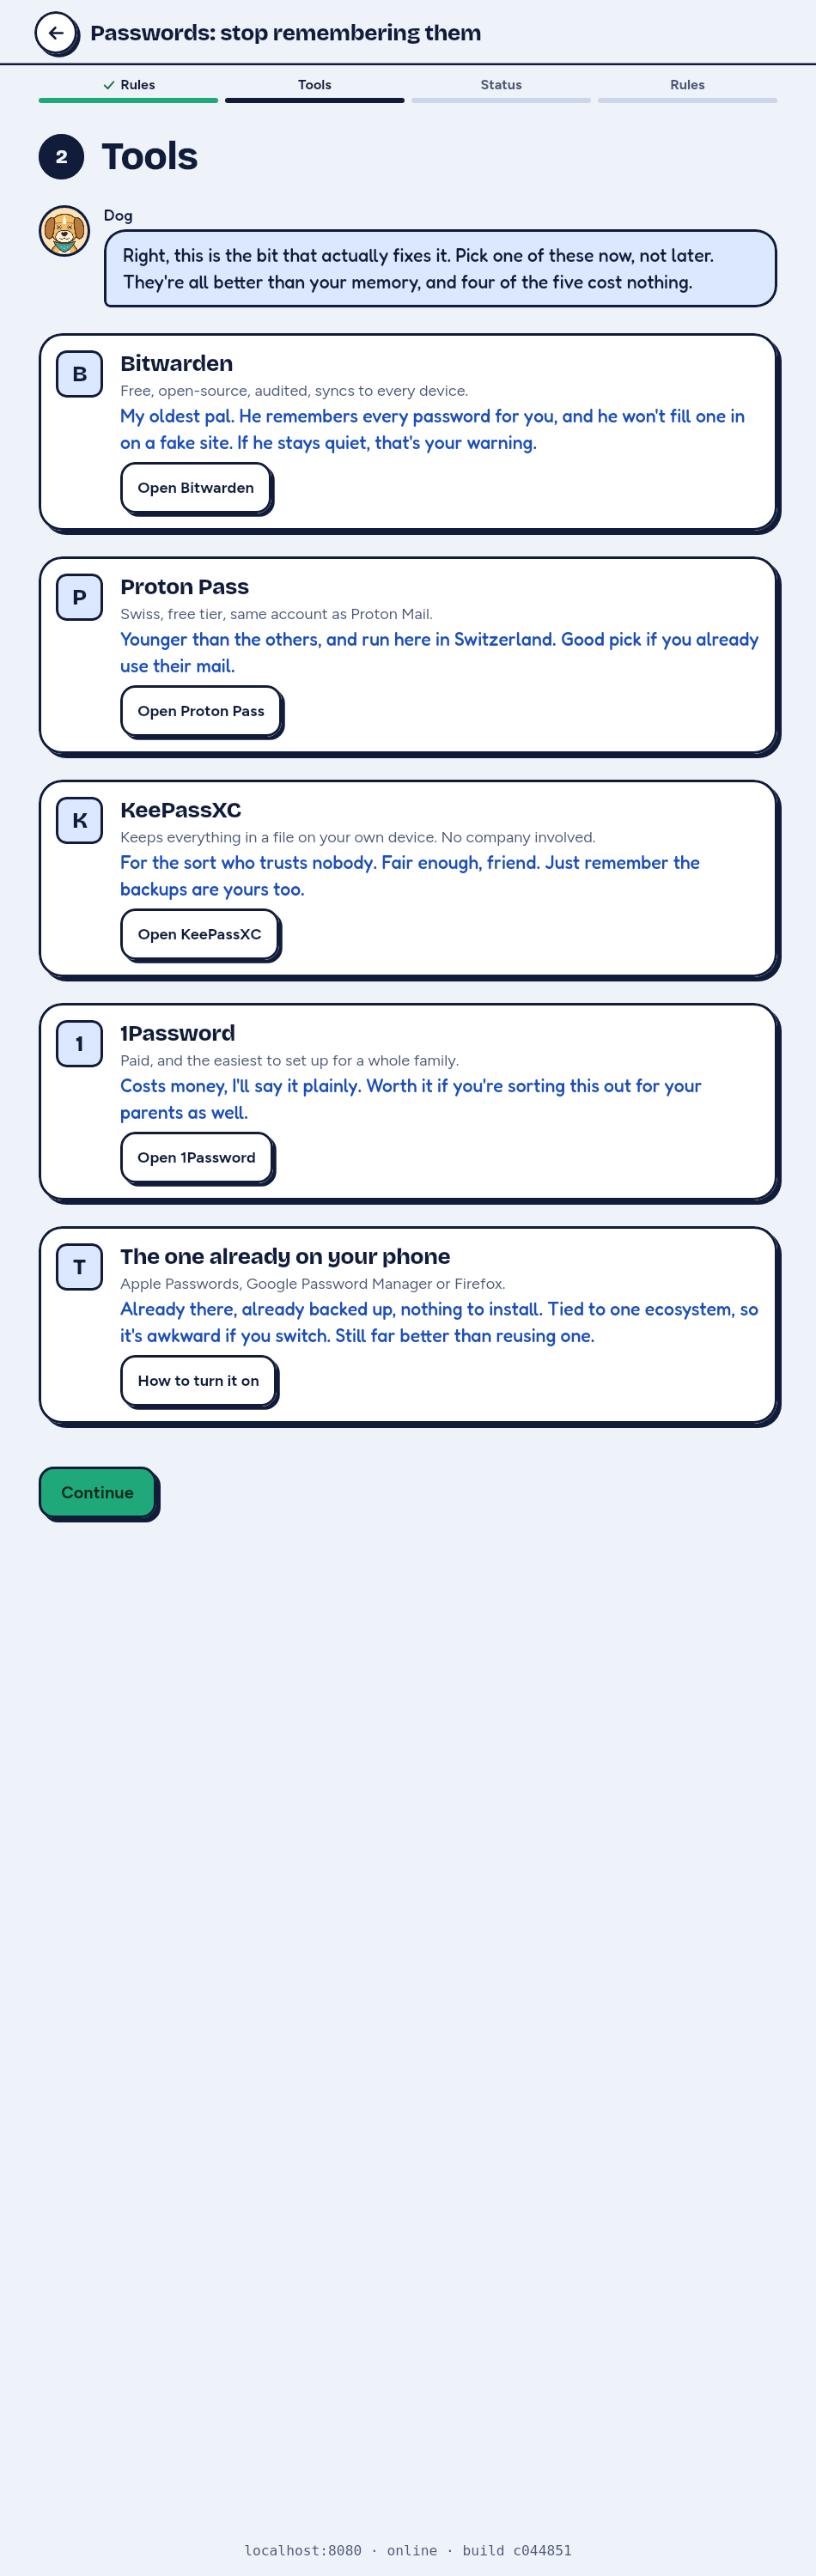 Passwords: stop remembering them
Rules
Tools
Status
Rules
2
Tools
Dog
Right, this is the bit that actually fixes it. Pick one of these now, not later.
They're all better than your memory, and four of the five cost nothing.
B
Bitwarden
Free, open-source, audited, syncs to every device.
My oldest pal. He remembers every password for you, and he won't fill one in
on a fake site. If he stays quiet, that's your warning.
Open Bitwarden
P
Proton Pass
Swiss, free tier, same account as Proton Mail.
Younger than the others, and run here in Switzerland. Good pick if you already
use their mail.
Open Proton Pass
K
KeePassXC
Keeps everything in a file on your own device. No company involved.
For the sort who trusts nobody. Fair enough, friend. Just remember the
backups are yours too.
Open KeePassXC
1
1Password
Paid, and the easiest to set up for a whole family.
Costs money, I'll say it plainly. Worth it if you're sorting this out for your
parents as well.
Open 1Password
T
The one already on your phone
Apple Passwords, Google Password Manager or Firefox.
Already there, already backed up, nothing to install. Tied to one ecosystem, so
it's awkward if you switch. Still far better than reusing one.
How to turn it on
Continue
localhost:8080 · online · build c044851